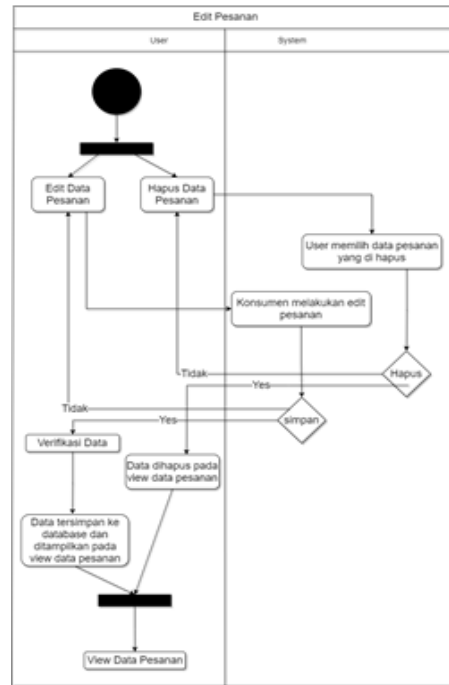 Edit Pesanan
User
System
Edit Data
Pesanan
Hapus Data
Pesanan
User memilih data pesanan
yang di hapus
Konsumen melakukan edit
pesanan
Hapus
Tidak
Yes
simpan
Tidak
Yes
Verifikasi Data
Data dihapus pada
view data pesanan
Data tersimpan ke
database dan
ditampilkan pada
view data pesanan
View Data Pesanan